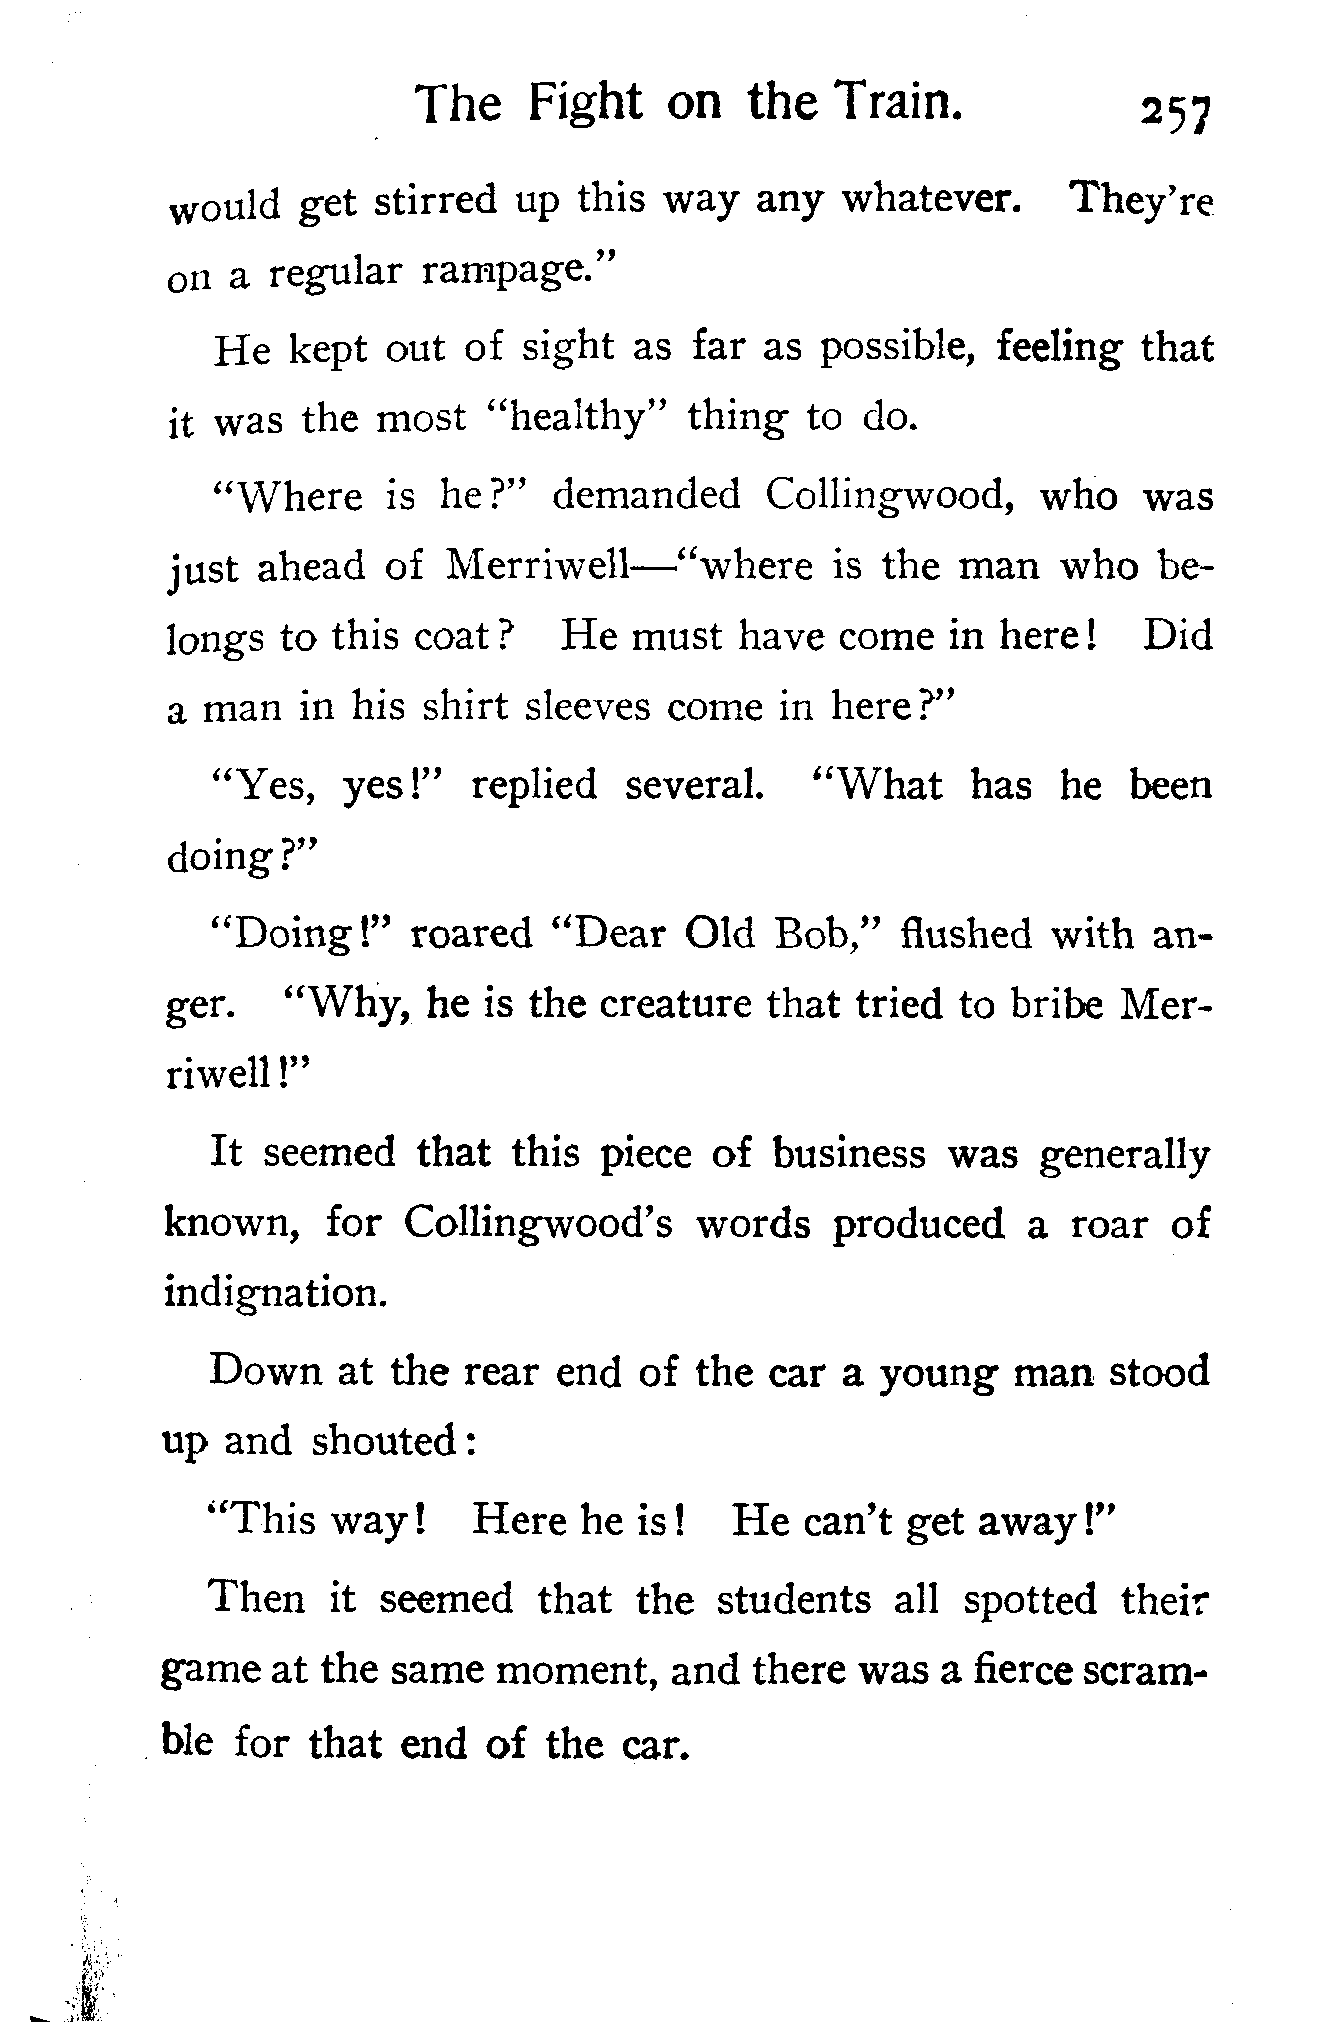 The Fight on the Train. 257
would get stirred up this way any whatever. They're
on a regular rampage."
He kept out of sight as far as possible, feeling that
it was the most "healthy" thing to do.
"Where is he?" demanded Collingwood, who was
just ahead of Merriwell—"where is the man who be-
longs to this coat? He must have come in here! Did
a man in his shirt sleeves come in here?"
"Yes, yes!" replied several. "What has he been
doing?"
"Doing!" roared "Dear Old Bob," flushed with an-
ger. "Why, he is the creature that tried to bribe Mer-
riwell!"
It seemed that this piece of business was generally
known, for Collingwood's words produced a roar of
indignation.
Down at the rear end of the car a young man stood
up and shouted:
"This way! Here he is! He can't get away!"
Then it seemed that the students all spotted their
game at the same moment, and there was a fierce scram-
ble for that end of the car.